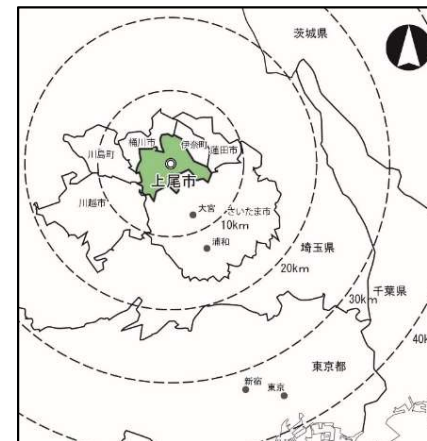 茨城県
桶川市
伊奈町
蓮田市
川島町
上尾市
川越市
大宮
さいたま市
10km
浦和
埼玉県
20km
千葉県
30km
東京都
40k
新宿
東京